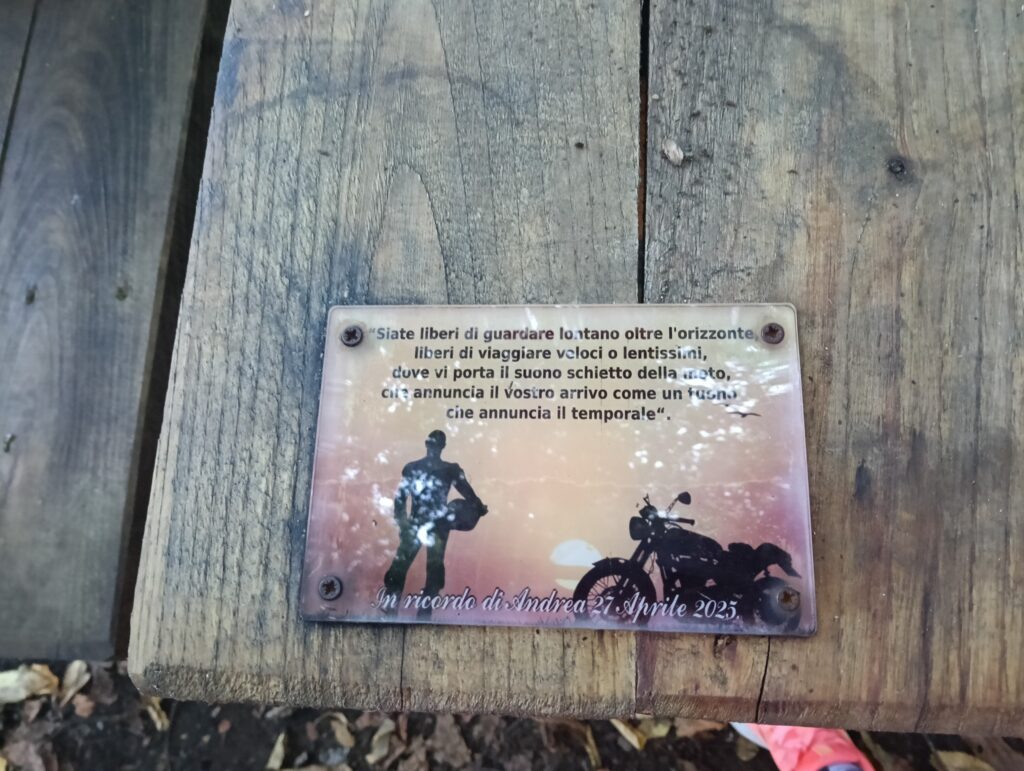 "Siate liberi di guardare lontano oltre l'orizzonte,
liberi di viaggiare veloci o lentissimi,
dove vi porta il suono schietto della moto,
che annuncia il vostro arrivo come un tuono
che annuncia il temporale".
In ricordo di Andrea 27 Aprile 2025